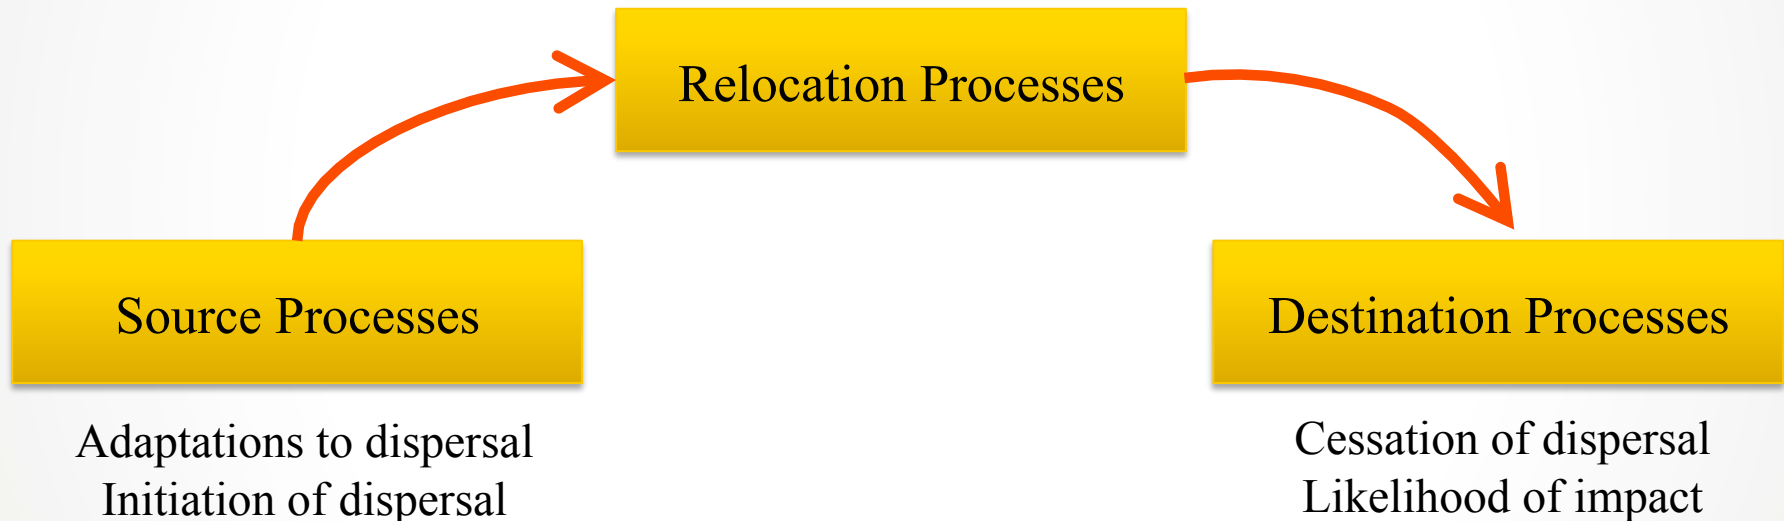 Relocation Processes
Source Processes
Destination Processes
Adaptations to dispersal
Initiation of dispersal
Cessation of dispersal
Likelihood of impact